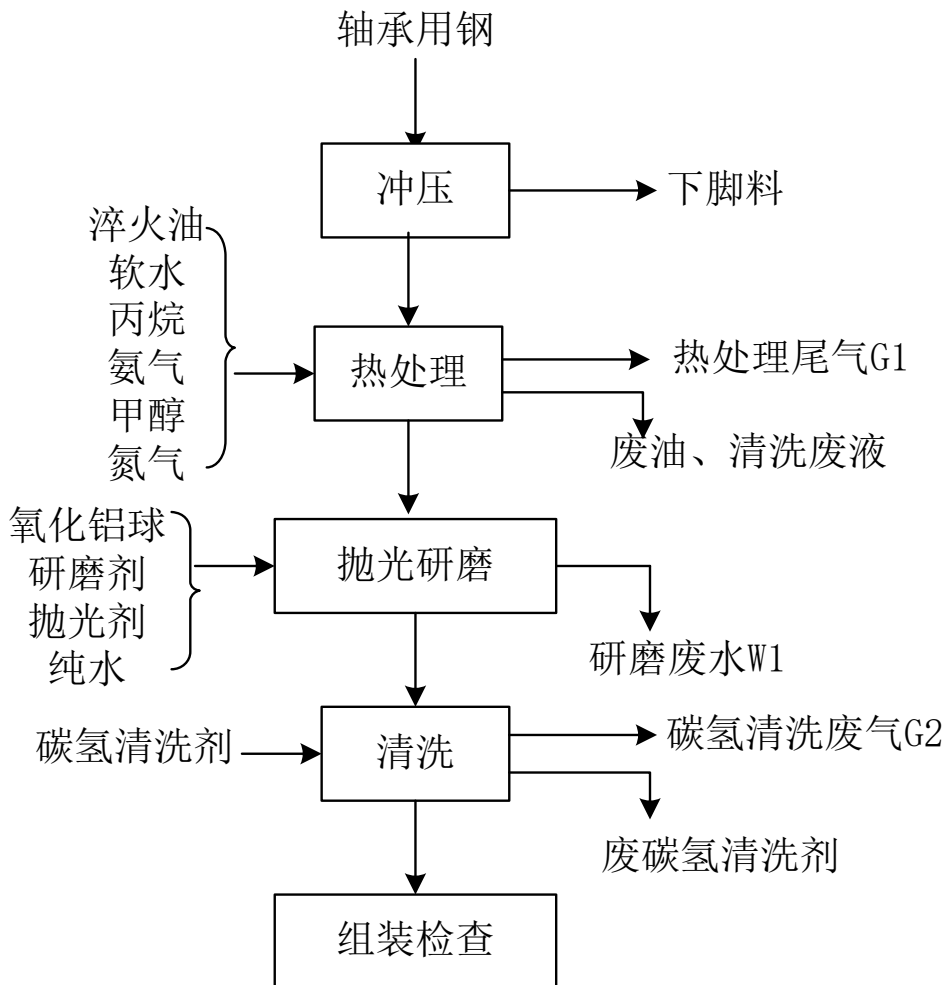 轴承用钢
冲压
下脚料
淬火油
软水
丙烷
氨气
甲醇
氮气
热处理
热处理尾气G1
废油、清洗废液
氧化铝球
研磨剂
抛光剂
纯水
抛光研磨
研磨废水W1
碳氢清洗剂
清洗
碳氢清洗废气G2
废碳氢清洗剂
组装检查